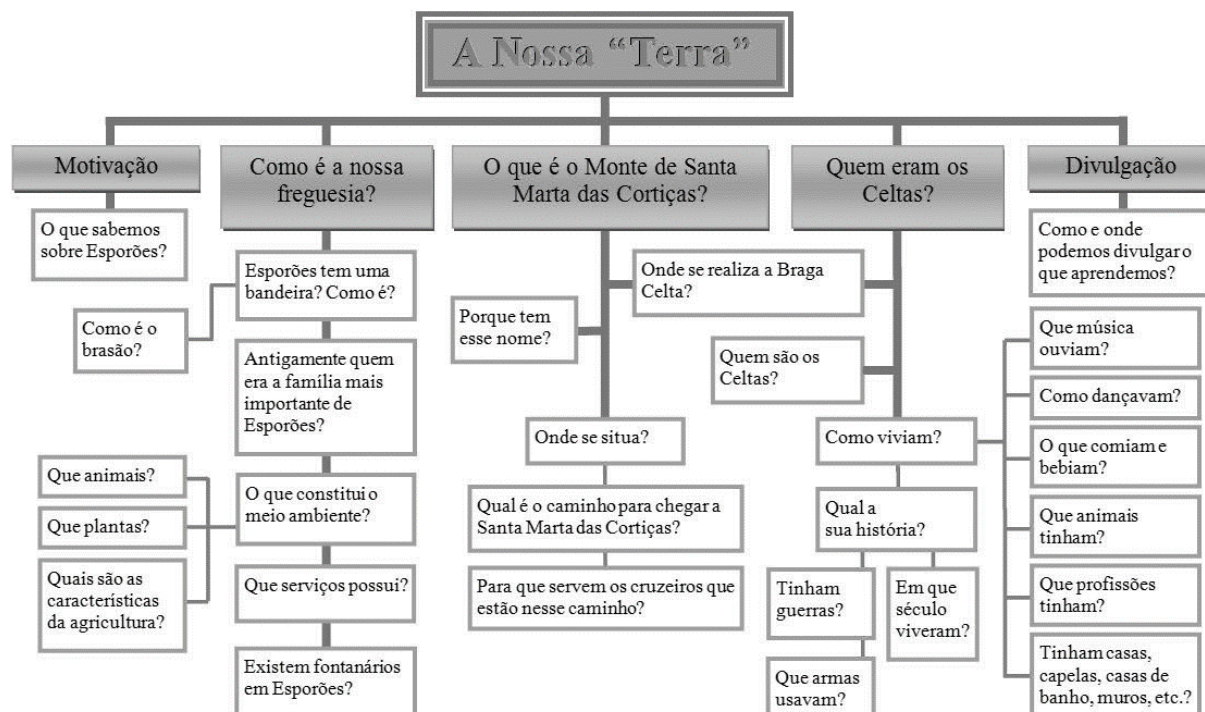 A Nossa “Terra”
Motivação
O que sabemos
sobre Esporões?
Como é a nossa
freguesia?
Esporões tem uma
bandeira? Como é?
Como é o
brasão?
Antigamente quem
era a família mais
importante de
Esporões?
O que constitui o
meio ambiente?
Que animais?
Que plantas?
Quais são as
características
da agricultura?
Que serviços possui?
Existem fontanários
em Esporões?
O que é o Monte de Santa
Marta das Cortiças?
Onde se realiza a Braga
Celta?
Porque tem
esse nome?
Onde se situa?
Qual é o caminho para chegar a
Santa Marta das Cortiças?
Para que servem os cruzeiros que
estão nesse caminho?
Quem eram os
Celtas?
Quem são os
Celtas?
Como viviam?
Qual a
sua história?
Tinham
guerras?
Que armas
usavam?
Em que
século
viveram?
Que música
ouviam?
Como dançavam?
O que comiam e
bebiam?
Que animais
tinham?
Que profissões
tinham?
Tinham casas,
capelas, casas de
banho, muros, etc.?
Divulgação
Como e onde
podemos divulgar o
que aprendemos?